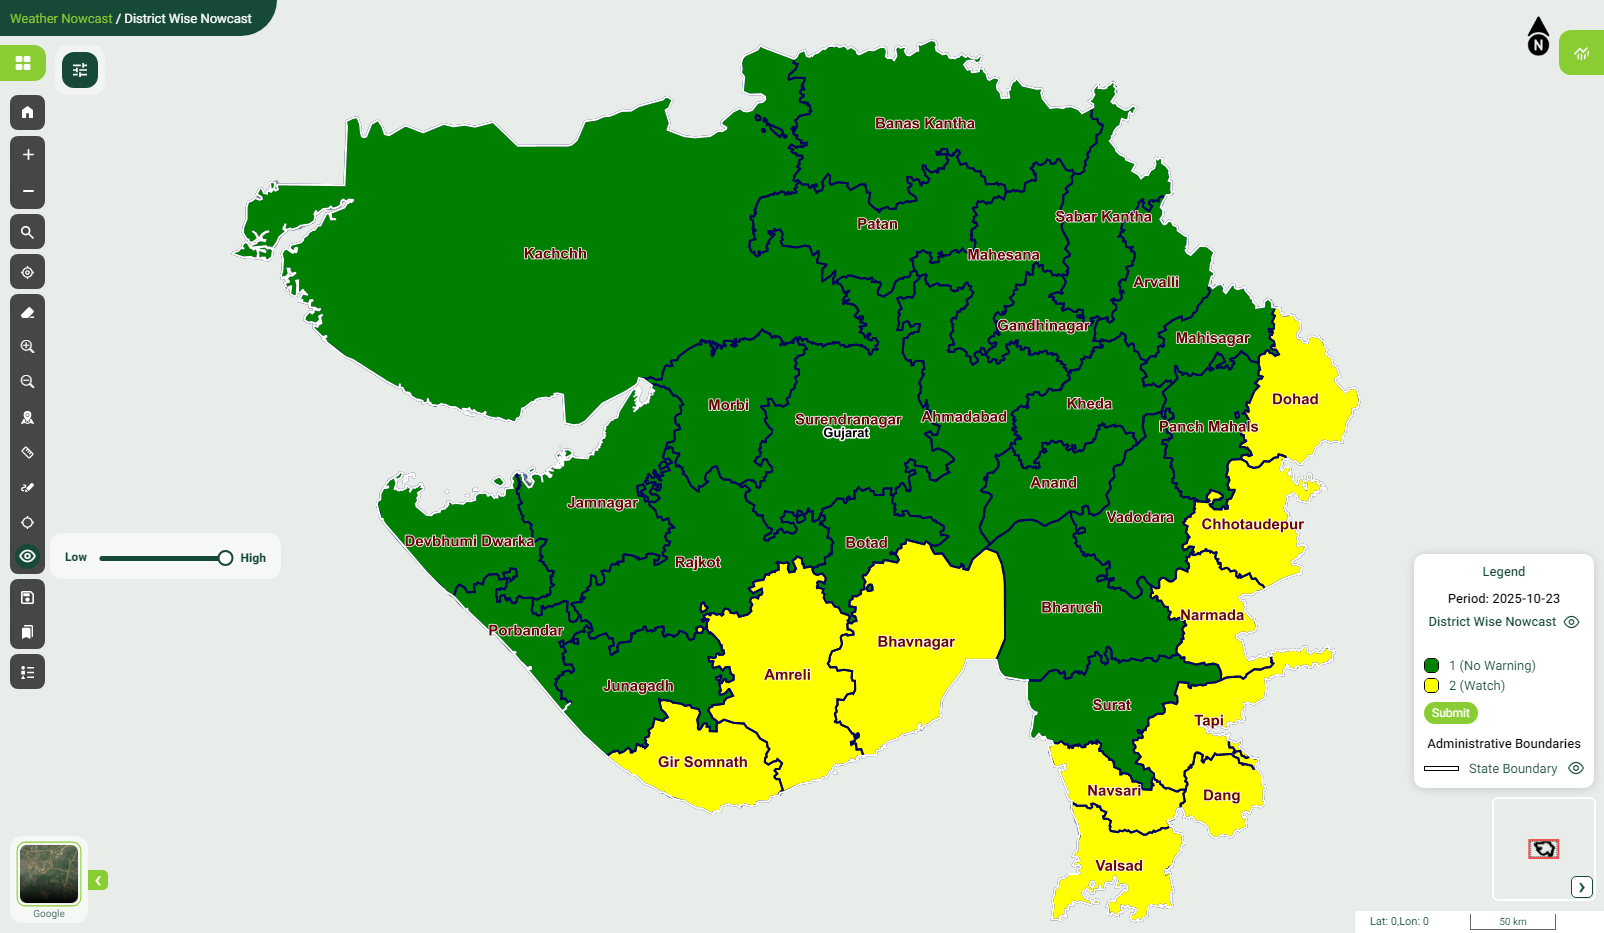 Weather Nowcast / District Wise Nowcast
N
Banas Kantha
Patan
Sabar Kantha
Kachchh
Mahesana
Arvalli
Gandhinagar
Mahisagar
Morbi
Surendranagar
Gujarat
Ahmadabad
Kheda
Dohad
Panch Mahals
Jamnagar
Anand
Vadodara
Chhotaudepur
Devbhumi Dwarka
Botad
Rajkot
Low
High
Bharuch
Narmada
Porbandar
Bhavnagar
Junagadh
Amreli
Surat
Tapi
Gir Somnath
Navsari
Dang
Valsad
Legend
Period: 2025-10-23
District Wise Nowcast
1 (No Warning)
2 (Watch)
Submit
Administrative Boundaries
State Boundary
Google
Lat: 0,Lon: 0
50 km